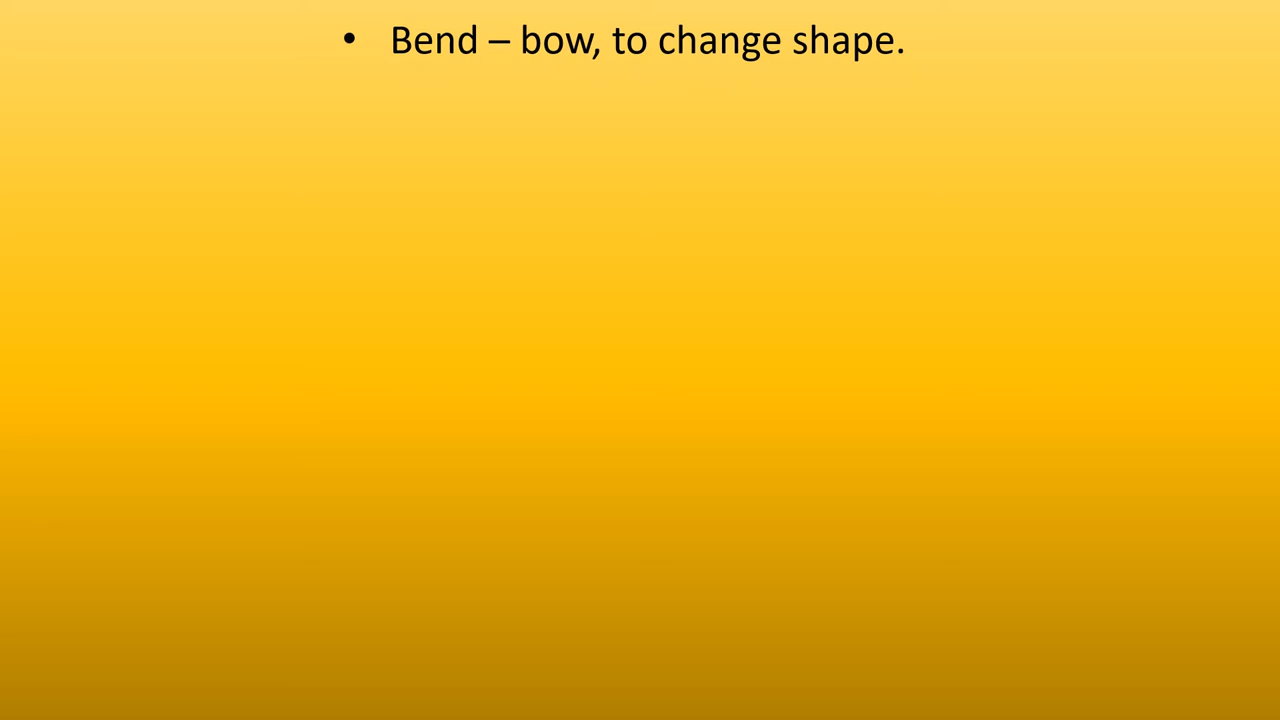 • Bend – bow, to change shape.